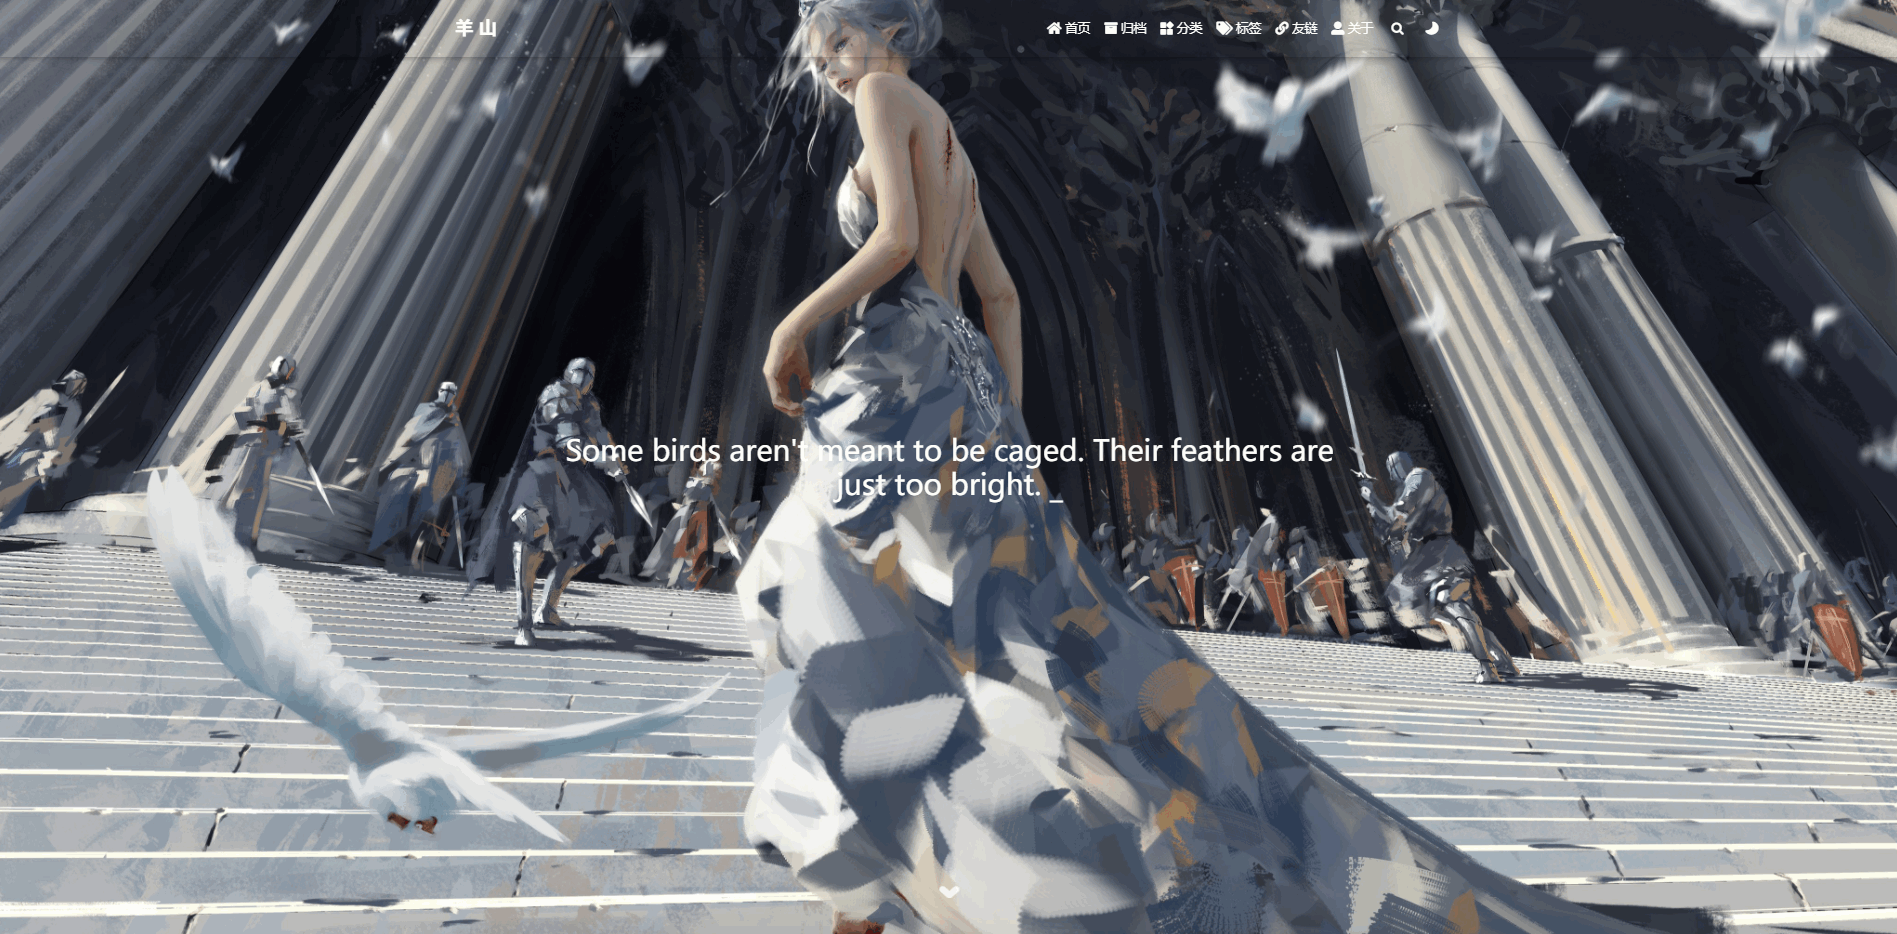 羊山
首页 归档 分类 标签 友链 关于
Some birds aren't meant to be caged. Their feathers are
just too bright. _